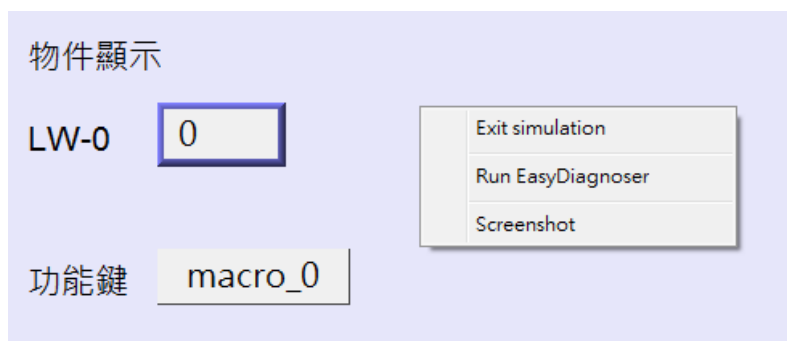 物件顯示
LW-0 0
Exit simulation
Run EasyDiagnoser
Screenshot
功能鍵 macro_0